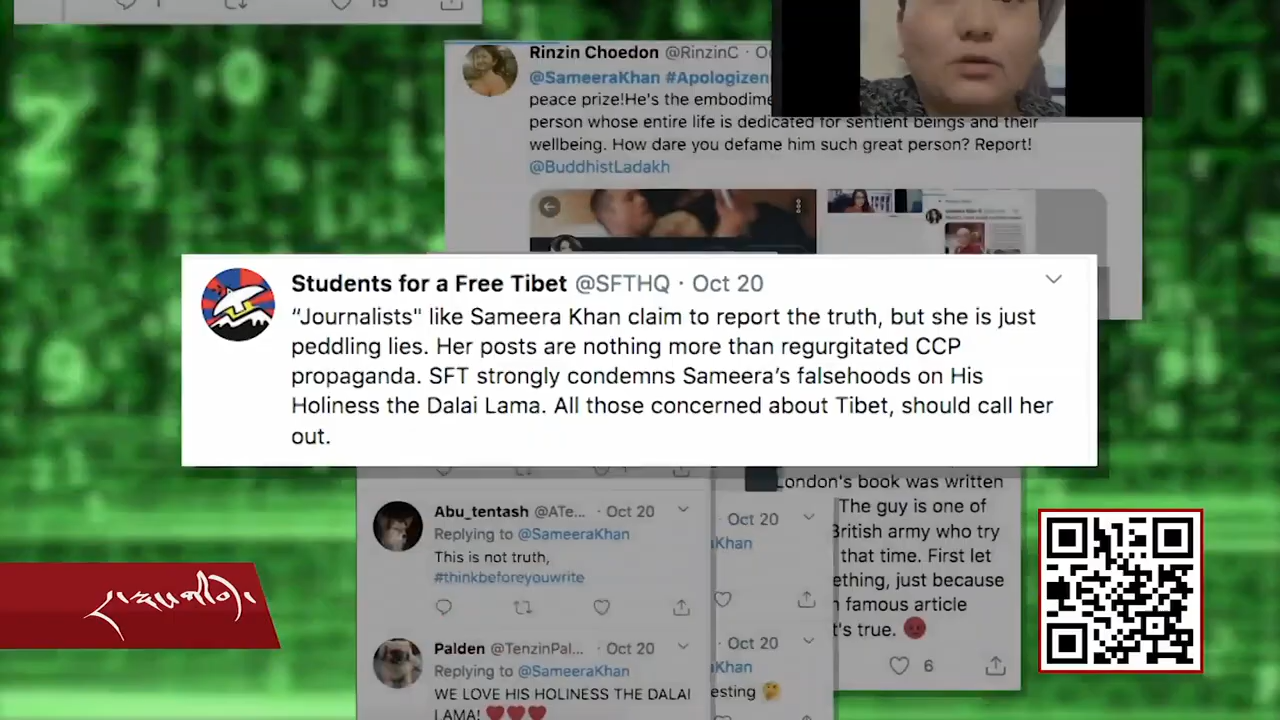 1
15
Rinzin Choedon @RinzinC · Oc
@SameeraKhan #Apologizen
peace prize!He's the embodime
person whose entire life is dedicated for sentient beings and their
wellbeing. How dare you defame him such great person? Report!
@BuddhistLadakh
Students for a Free Tibet @SFTHQ · Oct 20
“Journalists" like Sameera Khan claim to report the truth, but she is just
peddling lies. Her posts are nothing more than regurgitated CCP
propaganda. SFT strongly condemns Sameera’s falsehoods on His
Holiness the Dalai Lama. All those concerned about Tibet, should call her
out.
Abu_tentash @ATe... · Oct 20
Replying to @SameeraKhan
This is not truth,
#thinkbeforeyouwrite
Palden @TenzinPal... · Oct 20
Replying to @SameeraKhan
WE LOVE HIS HOLINESS THE DALAI
LAMA! ❤❤❤
· Oct 20
Khan
· Oct 20
Khan
esting 🤔
ondon's book was written
The guy is one of
British army who try
that time. First let
ething, just because
famous article
t's true. 😡
6